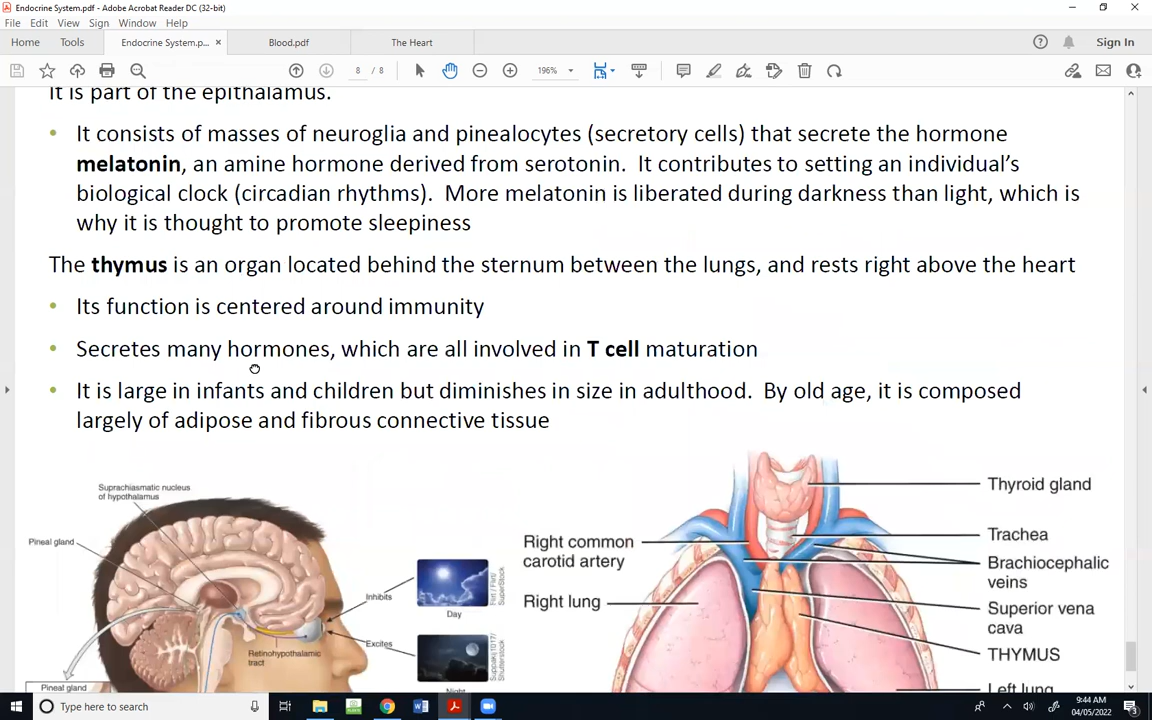 Endocrine System.pdf - Adobe Acrobat Reader DC (32-bit)
File Edit View Sign Window Help
Home Tools Endocrine System.p... × Blood.pdf The Heart Sign In
8 / 8 196%
It is part of the epithalamus.
• It consists of masses of neuroglia and pinealocytes (secretory cells) that secrete the hormone
melatonin, an amine hormone derived from serotonin. It contributes to setting an individual's
biological clock (circadian rhythms). More melatonin is liberated during darkness than light, which is
why it is thought to promote sleepiness
The thymus is an organ located behind the sternum between the lungs, and rests right above the heart
• Its function is centered around immunity
• Secretes many hormones, which are all involved in T cell maturation
• It is large in infants and children but diminishes in size in adulthood. By old age, it is composed
largely of adipose and fibrous connective tissue
Suprachiasmatic nucleus
of hypothalamus
Pineal gland
Inhibits
Day
Excites
Retinohypothalamic
tract
Night
Pineal gland
Thyroid gland
Right common
carotid artery
Trachea
Brachiocephalic
veins
Right lung
Superior vena
cava
THYMUS
Left lung
Type here to search
9:44 AM
04/05/2022
3